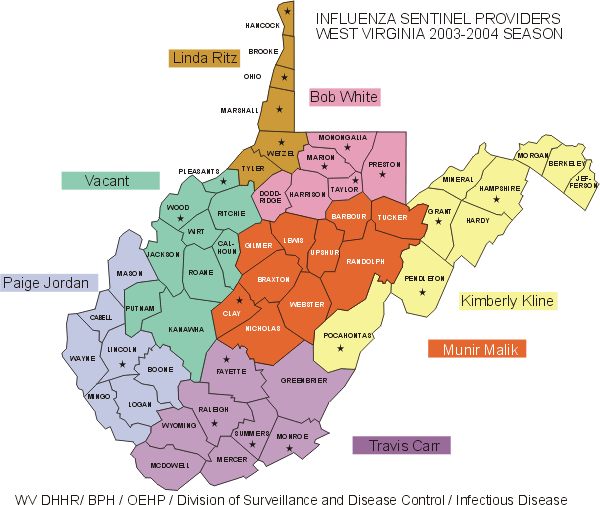 INFLUENZA SENTINEL PROVIDERS
WEST VIRGINIA 2003-2004 SEASON
HANCOCK
BROOKE
Linda Ritz
OHIO
Bob White
MARSHALL
WETZEL
MONONGALIA
MARION
PRESTON
TYLER
PLEASANTS
TAYLOR
HARRISON
DODD-
RIDGE
Vacant
MORGAN
BERKELEY
JEF-
FERSON
MINERAL
HAMPSHIRE
WOOD
RITCHIE
BARBOUR
TUCKER
GRANT
HARDY
WIRT
CAL-
HOUN
GILMER
LEWIS
UPSHUR
RANDOLPH
JACKSON
ROANE
MASON
BRAXTON
PENDLETON
Paige Jordan
Kimberly Kline
PUTNAM
CABELL
CLAY
WEBSTER
KANAWHA
NICHOLAS
POCAHONTAS
LINCOLN
WAYNE
BOONE
Munir Malik
FAYETTE
GREENBRIER
MINGO
LOGAN
RALEIGH
WYOMING
SUMMERS
MONROE
Travis Carr
MCDOWELL
MERCER
WV DHHR/ BPH / OEHP / Division of Surveillance and Disease Control / Infectious Disease